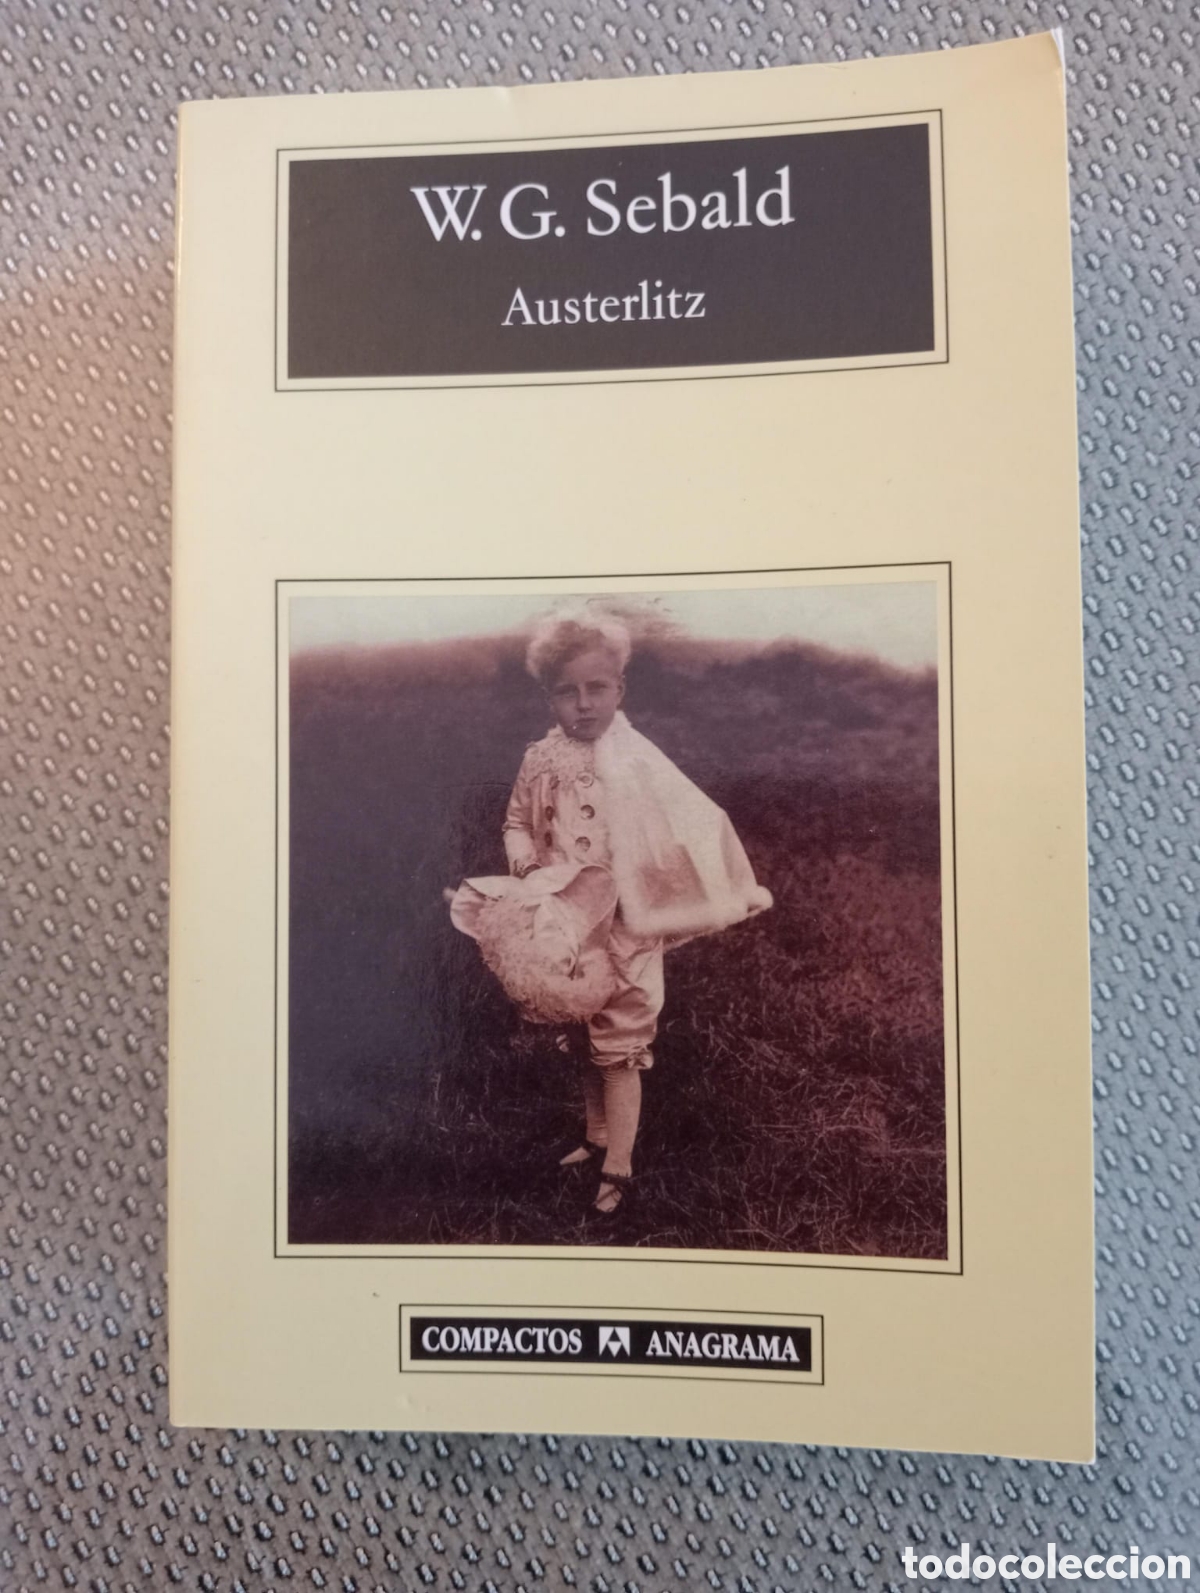 W. G. Sebald
Austerlitz
COMPACTOS ANAGRAMA
todocoleccion